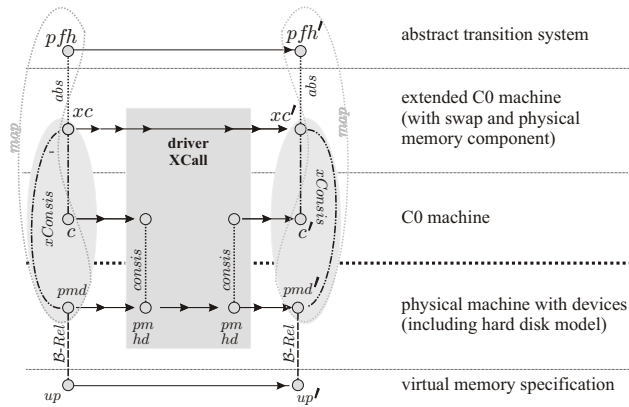 pfh
pfh′
abstract transition system
abs
abs
map
map
xc
xc′
extended C0 machine
(with swap and physical
memory component)
driver
XCall
xConsis
xConsis
c
c′
C0 machine
consis
consis
pmd
pmd′
pm
hd
pm
hd
physical machine with devices
(including hard disk model)
B-Rel
B-Rel
up
up′
virtual memory specification